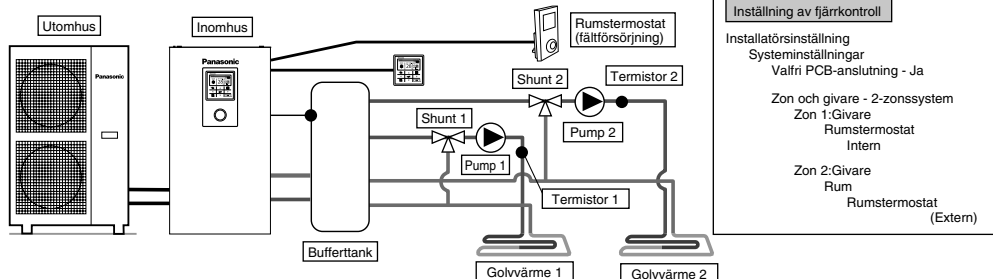 Utomhus
Inomhus
Panasonic
Panasonic
Rumstermostat
(fältförsörjning)
Shunt 2
Termistor 2
Shunt 1
Pump 2
Pump 1
Termistor 1
Bufferttank
Golvvärme 1
Golvvärme 2
Inställning av fjärrkontroll
Installatörsinställning
Systeminställningar
Valfri PCB-anslutning - Ja
Zon och givare - 2-zonssystem
Zon 1:Givare
Rumstermostat
Intern
Zon 2:Givare
Rum
Rumstermostat
(Extern)